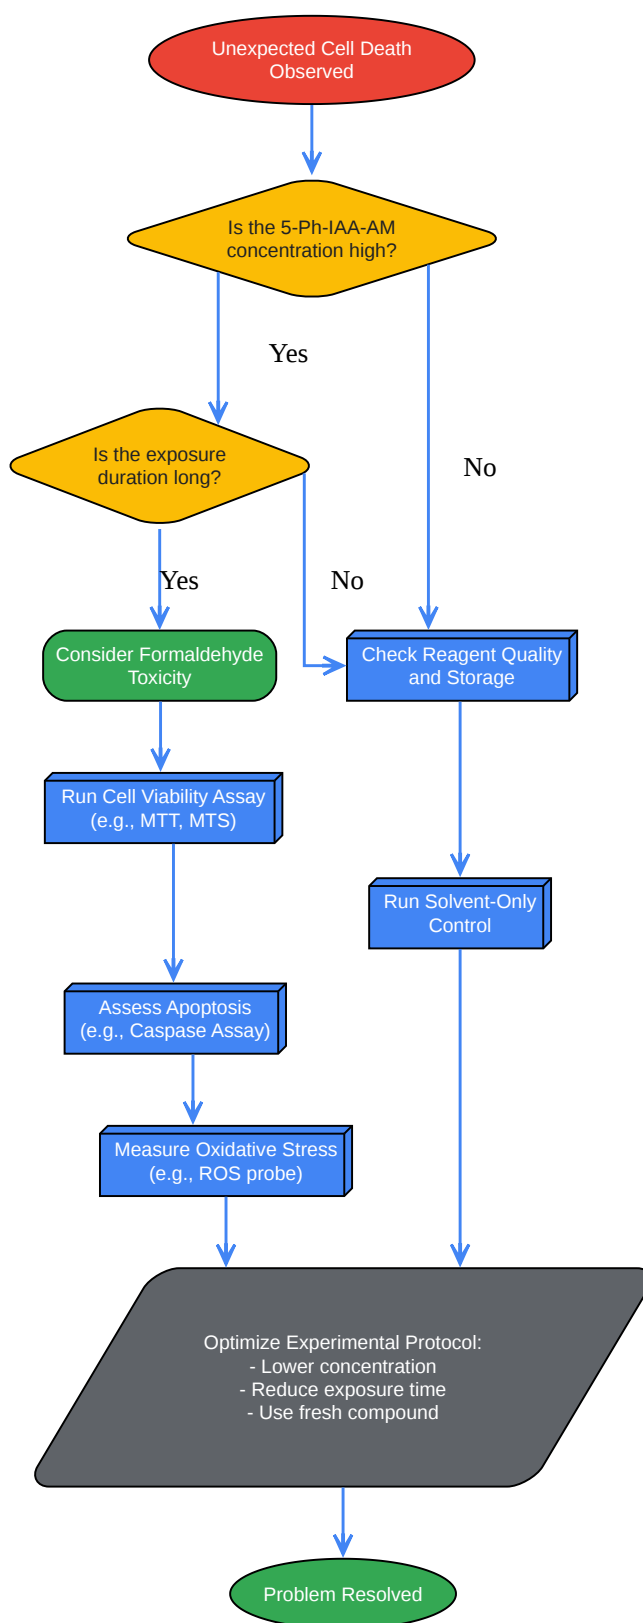 Unexpected Cell Death
Observed
Is the 5-Ph-IAA-AM
concentration high?
Yes
Is the exposure
duration long?
No
Yes
No
Consider Formaldehyde
Toxicity
Check Reagent Quality
and Storage
Run Cell Viability Assay
(e.g., MTT, MTS)
Run Solvent-Only
Control
Assess Apoptosis
(e.g., Caspase Assay)
Measure Oxidative Stress
(e.g., ROS probe)
Optimize Experimental Protocol:
- Lower concentration
- Reduce exposure time
- Use fresh compound
Problem Resolved